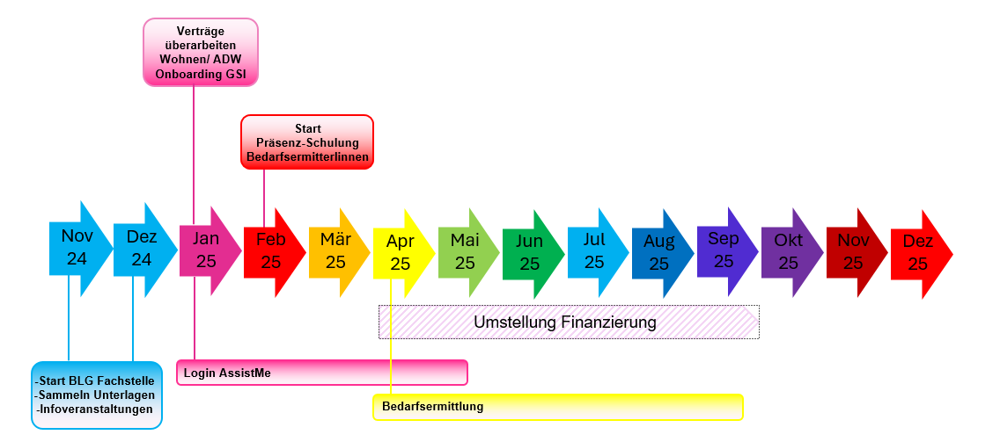 Verträge
überarbeiten
Wohnen/ ADW
Onboarding GSI
Start
Präsenz-Schulung
BedarfsermitterIinnen
Nov
24
Dez
24
Jan
25
Feb
25
Mär
25
Apr
25
Mai
25
Jun
25
Jul
25
Aug
25
Sep
25
Okt
25
Nov
25
Dez
25
Umstellung Finanzierung
-Start BLG Fachstelle
-Sammeln Unterlagen
-Infoveranstaltungen
Login AssistMe
Bedarfsermittlung